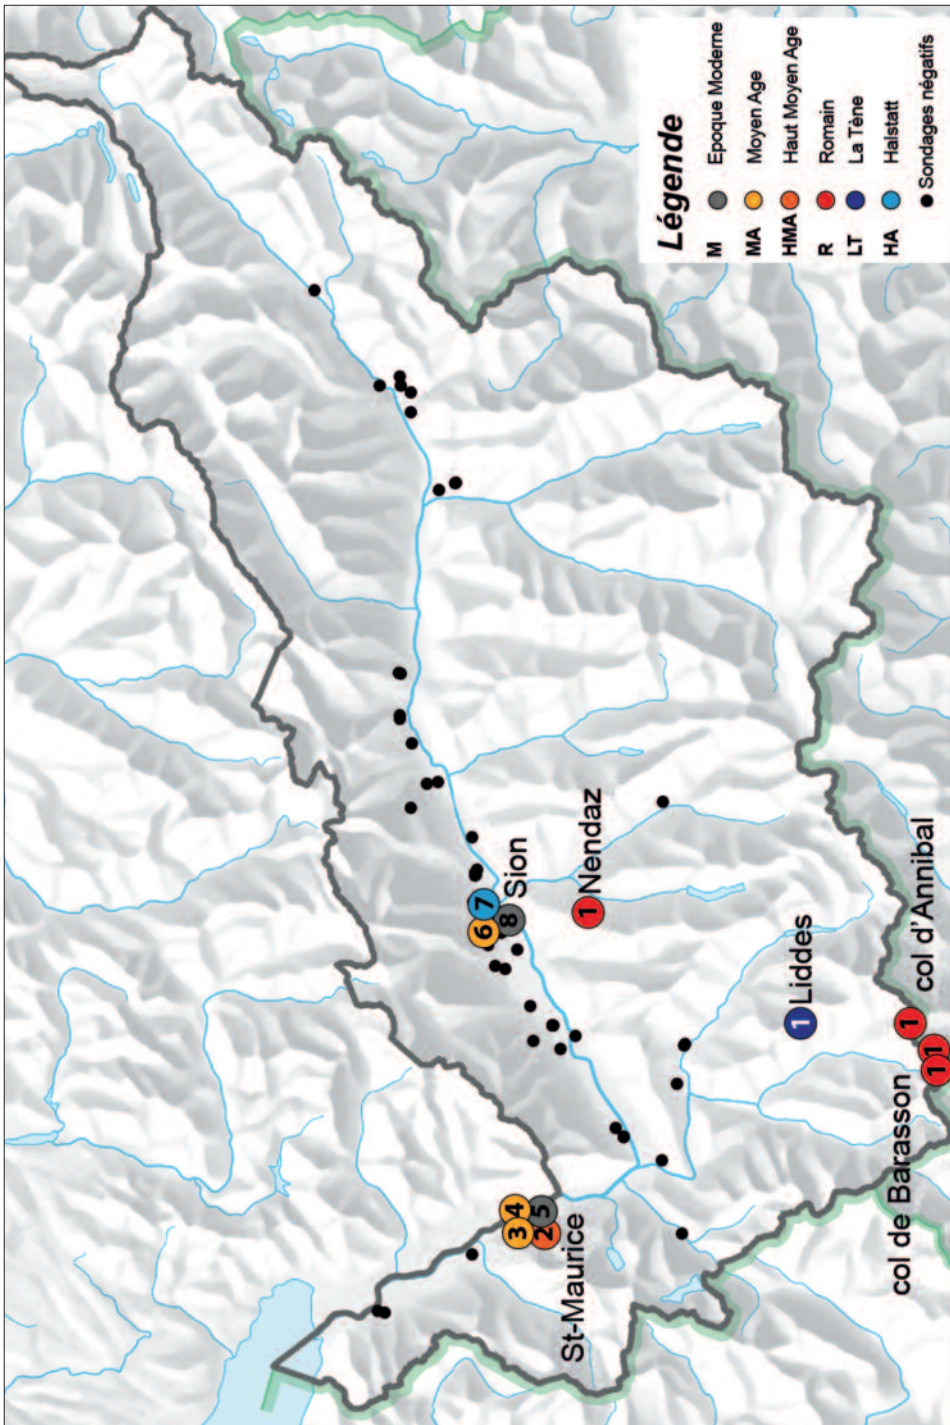 Légende
M Epoque Moderne
MA Moyen Age
HMA Haut Moyen Age
R Romain
LT La Tène
HA Halstatt
Sondages négatifs
3
4
2
5
St-Maurice
6
7
8
Sion
1
Nendaz
1
Liddes
1
col d'Annibal
1
1
col de Barasson